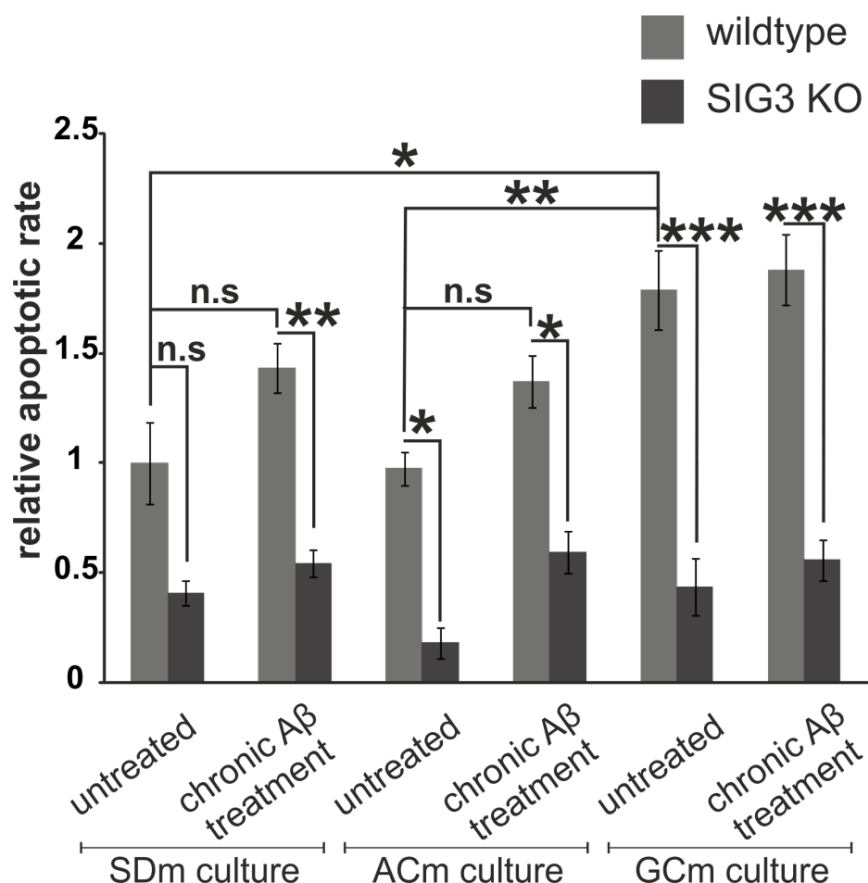 wildtype
SIG3 KO
relative apoptotic rate
2.5
2
1.5
1
0.5
0
*
**
***
***
n.s
**
n.s
*
n.s
*
untreated
chronic Aβ
treatment
untreated
chronic Aβ
treatment
untreated
chronic Aβ
treatment
SDm culture
ACm culture
GCm culture